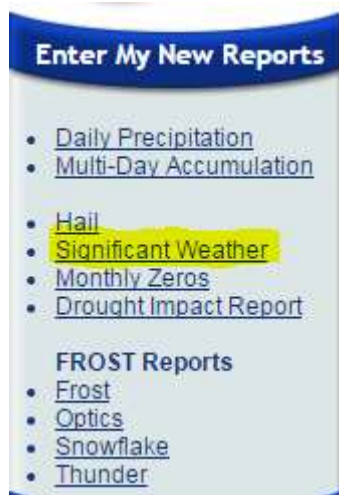 Enter My New Reports
Daily Precipitation
Multi-Day Accumulation
Hail
Significant Weather
Monthly Zeros
Drought Impact Report
FROST Reports
Frost
Optics
Snowflake
Thunder